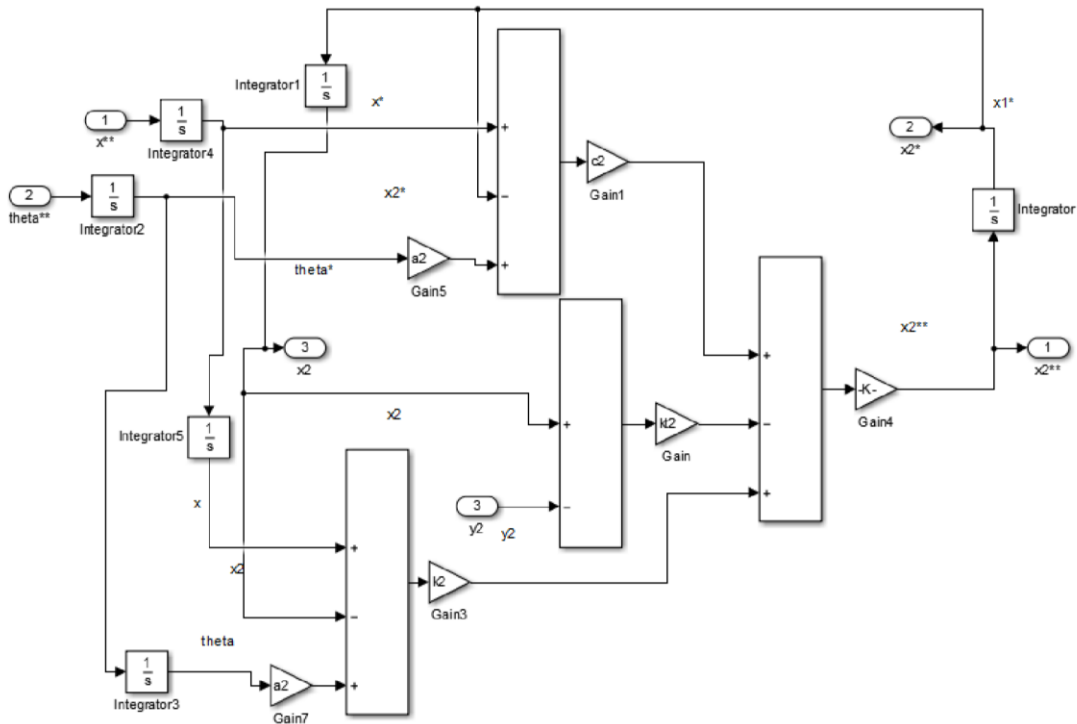 Integrator1
1
s
x*
x1*
1
x**
1
s
Integrator4
+
c2
Gain1
2
x2*
2
theta**
1
s
Integrator2
x2*
−
1
s
Integrator
theta*
a2
Gain5
+
x2**
3
x2
+
1
x2**
1
s
Integrator5
x2
+
kt2
Gain
−
-K-
Gain4
x
3
y2
y2
−
+
+
x2
k2
Gain3
−
theta
1
s
Integrator3
a2
Gain7
+